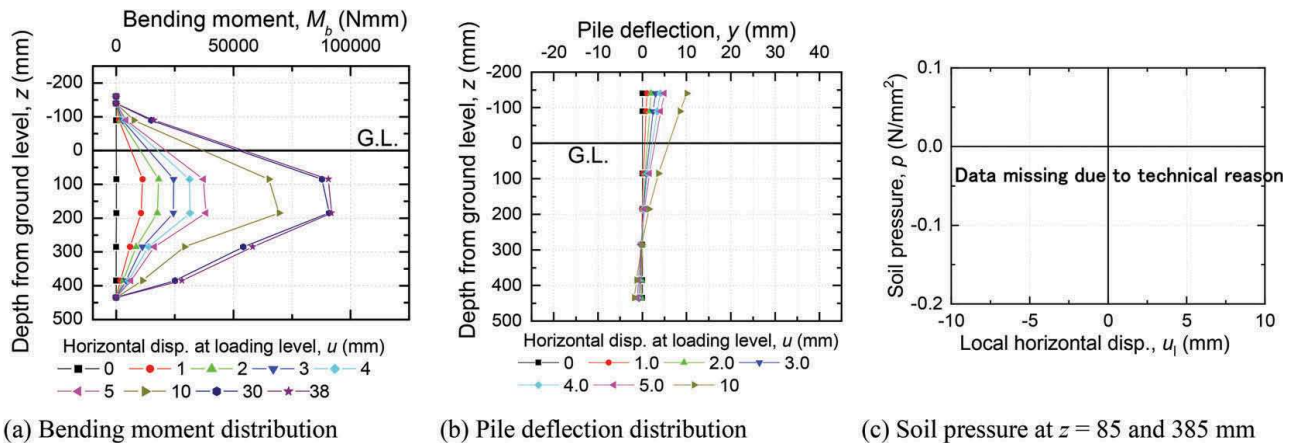 Bending moment, M_b (Nmm)
0 50000 100000
Depth from ground level, z (mm)
-200
-100
0
100
200
300
400
500
G.L.
Horizontal disp. at loading level, u (mm)
0 1 2 3 4
5 10 30 38
(a) Bending moment distribution
Pile deflection, y (mm)
-20 -10 0 10 20 30 40
Depth from ground level, z (mm)
-200
-100
0
100
200
300
400
500
G.L.
Horizontal disp. at loading level, u (mm)
0 1.0 2.0 3.0
4.0 5.0 10
(b) Pile deflection distribution
Soil pressure, p (N/mm²)
0.1
0.0
-0.1
-0.2
Data missing due to technical reason
-10 -5 0 5 10
Local horizontal disp., u_l (mm)
(c) Soil pressure at z = 85 and 385 mm